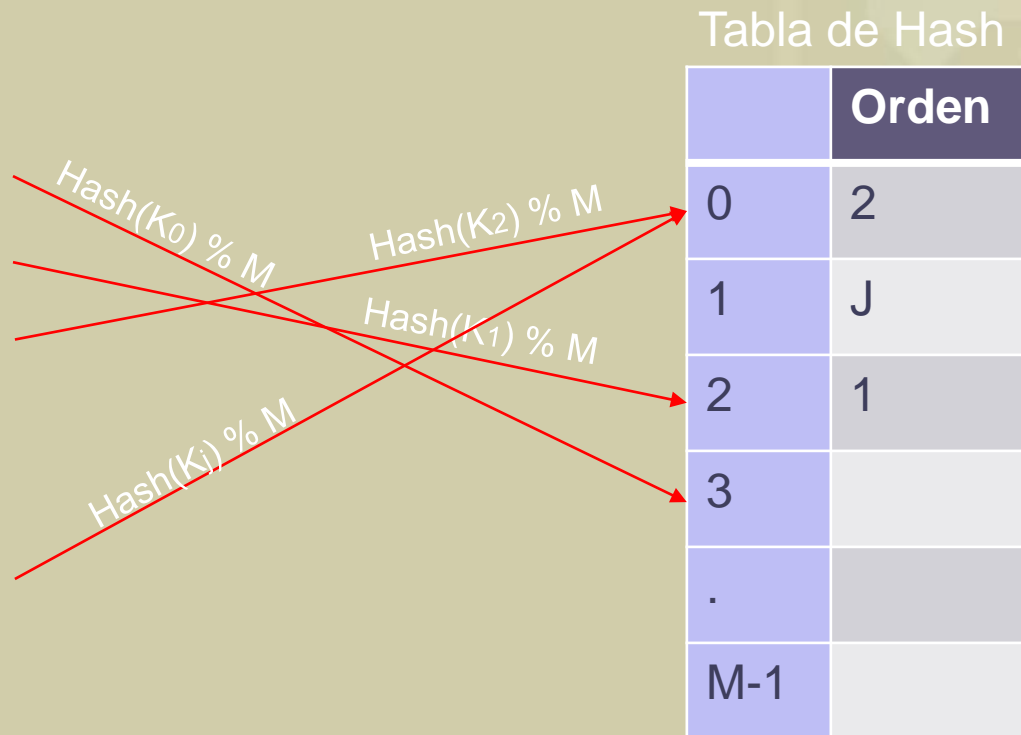 Tabla de Hash
Orden
Hash(K0) % M
Hash(K2) % M
Hash(K1) % M
Hash(Kj) % M
0 2
1 J
2 1
3
.
M-1